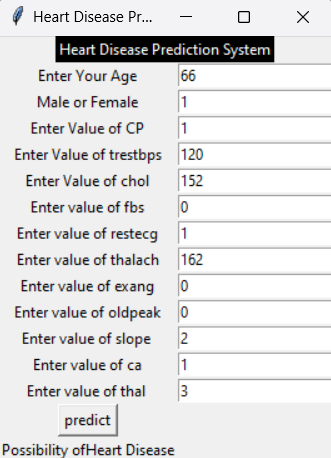 Heart Disease Pr...
Heart Disease Prediction System
Enter Your Age 66
Male or Female 1
Enter Value of CP 1
Enter Value of trestbps 120
Enter Value of chol 152
Enter value of fbs 0
Enter value of restecg 1
Enter value of thalach 162
Enter value of exang 0
Enter value of oldpeak 0
Enter value of slope 2
Enter value of ca 1
Enter value of thal 3
predict
Possibility ofHeart Disease